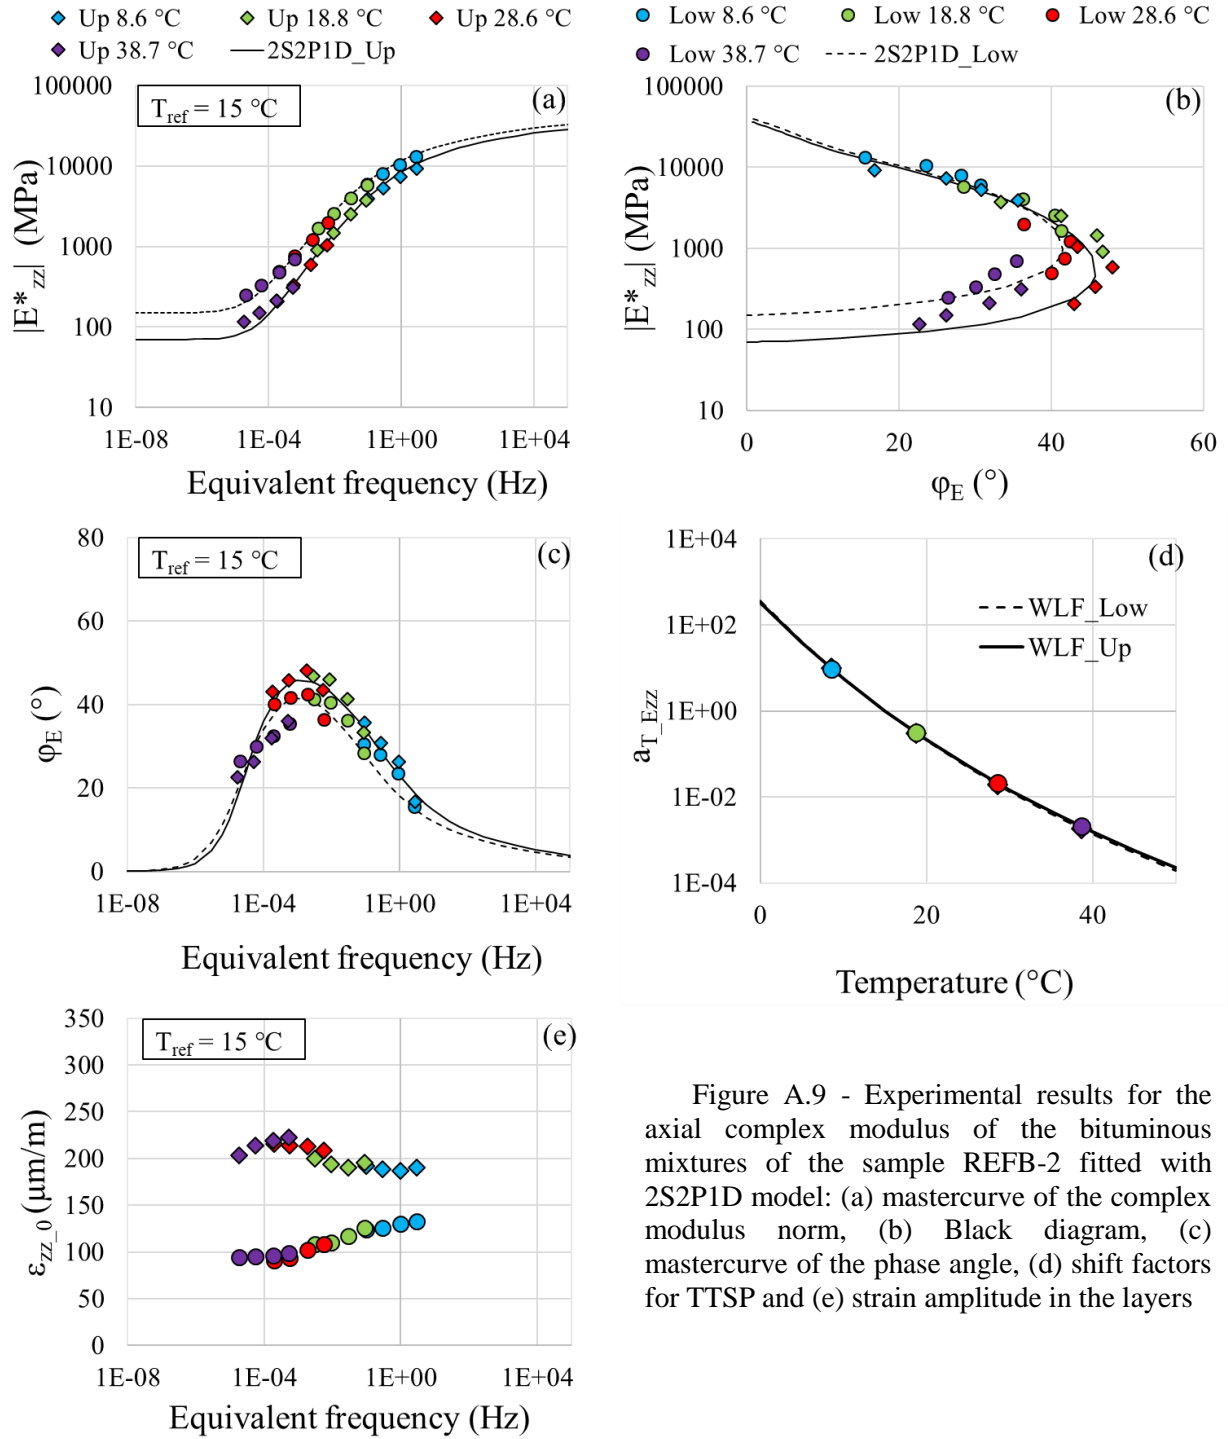 Up 8.6 °C Up 18.8 °C Up 28.6 °C
Up 38.7 °C 2S2P1D_Up
Low 8.6 °C Low 18.8 °C Low 28.6 °C
Low 38.7 °C 2S2P1D_Low
(a)
Tref = 15 °C
|E*zz| (MPa)
100000
10000
1000
100
10
1E-08 1E-04 1E+00 1E+04
Equivalent frequency (Hz)
(b)
|E*zz| (MPa)
100000
10000
1000
100
10
0 20 40 60
φE (°)
(c)
Tref = 15 °C
φE (°)
80
60
40
20
0
1E-08 1E-04 1E+00 1E+04
Equivalent frequency (Hz)
(d)
WLF_Low
WLF_Up
aT_Ezz
1E+04
1E+02
1E+00
1E-02
1E-04
0 20 40
Temperature (°C)
(e)
Tref = 15 °C
εzz_0 (μm/m)
350
300
250
200
150
100
50
0
1E-08 1E-04 1E+00 1E+04
Equivalent frequency (Hz)
Figure A.9 - Experimental results for the
axial complex modulus of the bituminous
mixtures of the sample REFB-2 fitted with
2S2P1D model: (a) mastercurve of the complex
modulus norm, (b) Black diagram, (c)
mastercurve of the phase angle, (d) shift factors
for TTSP and (e) strain amplitude in the layers